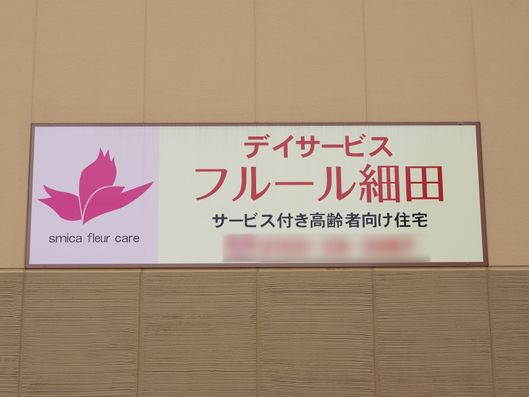 デイサービス
フルール細田
サービス付き高齢者向け住宅
smica fleur care